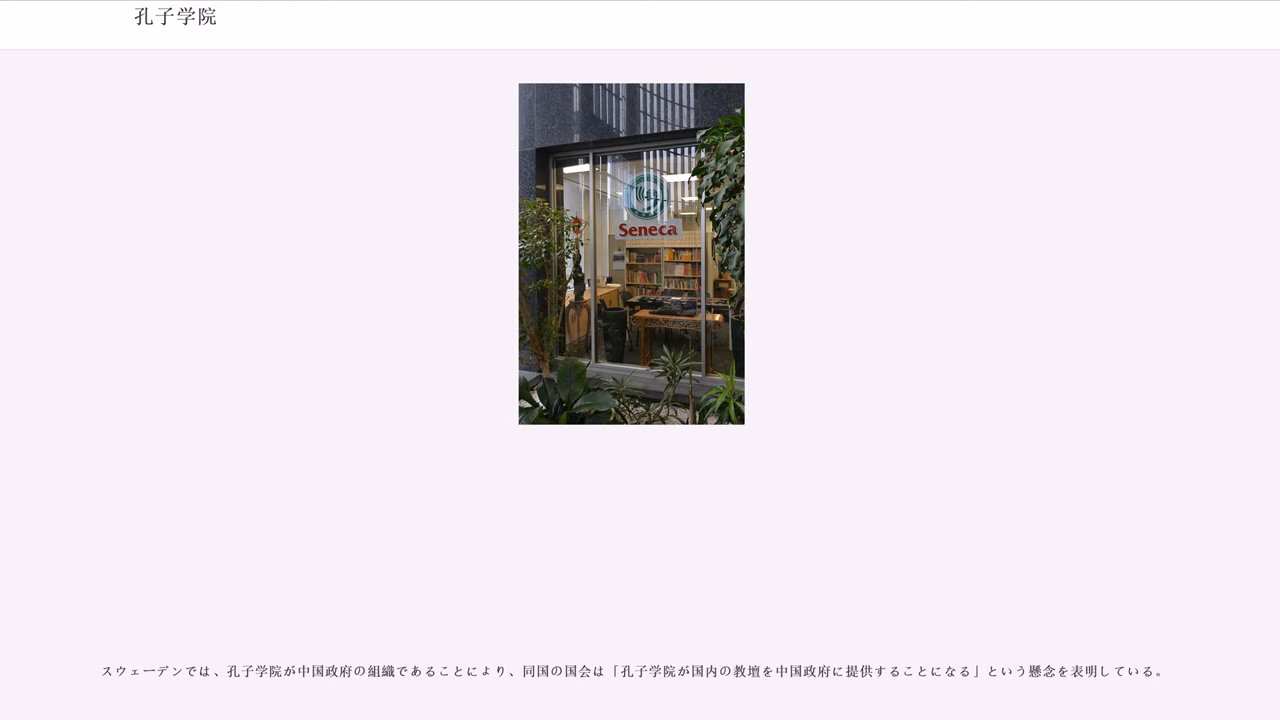 孔子学院
Seneca
スウェーデンでは、孔子学院が中国政府の組織であることにより、同国の国会は「孔子学院が国内の教壇を中国政府に提供することになる」という懸念を表明している。